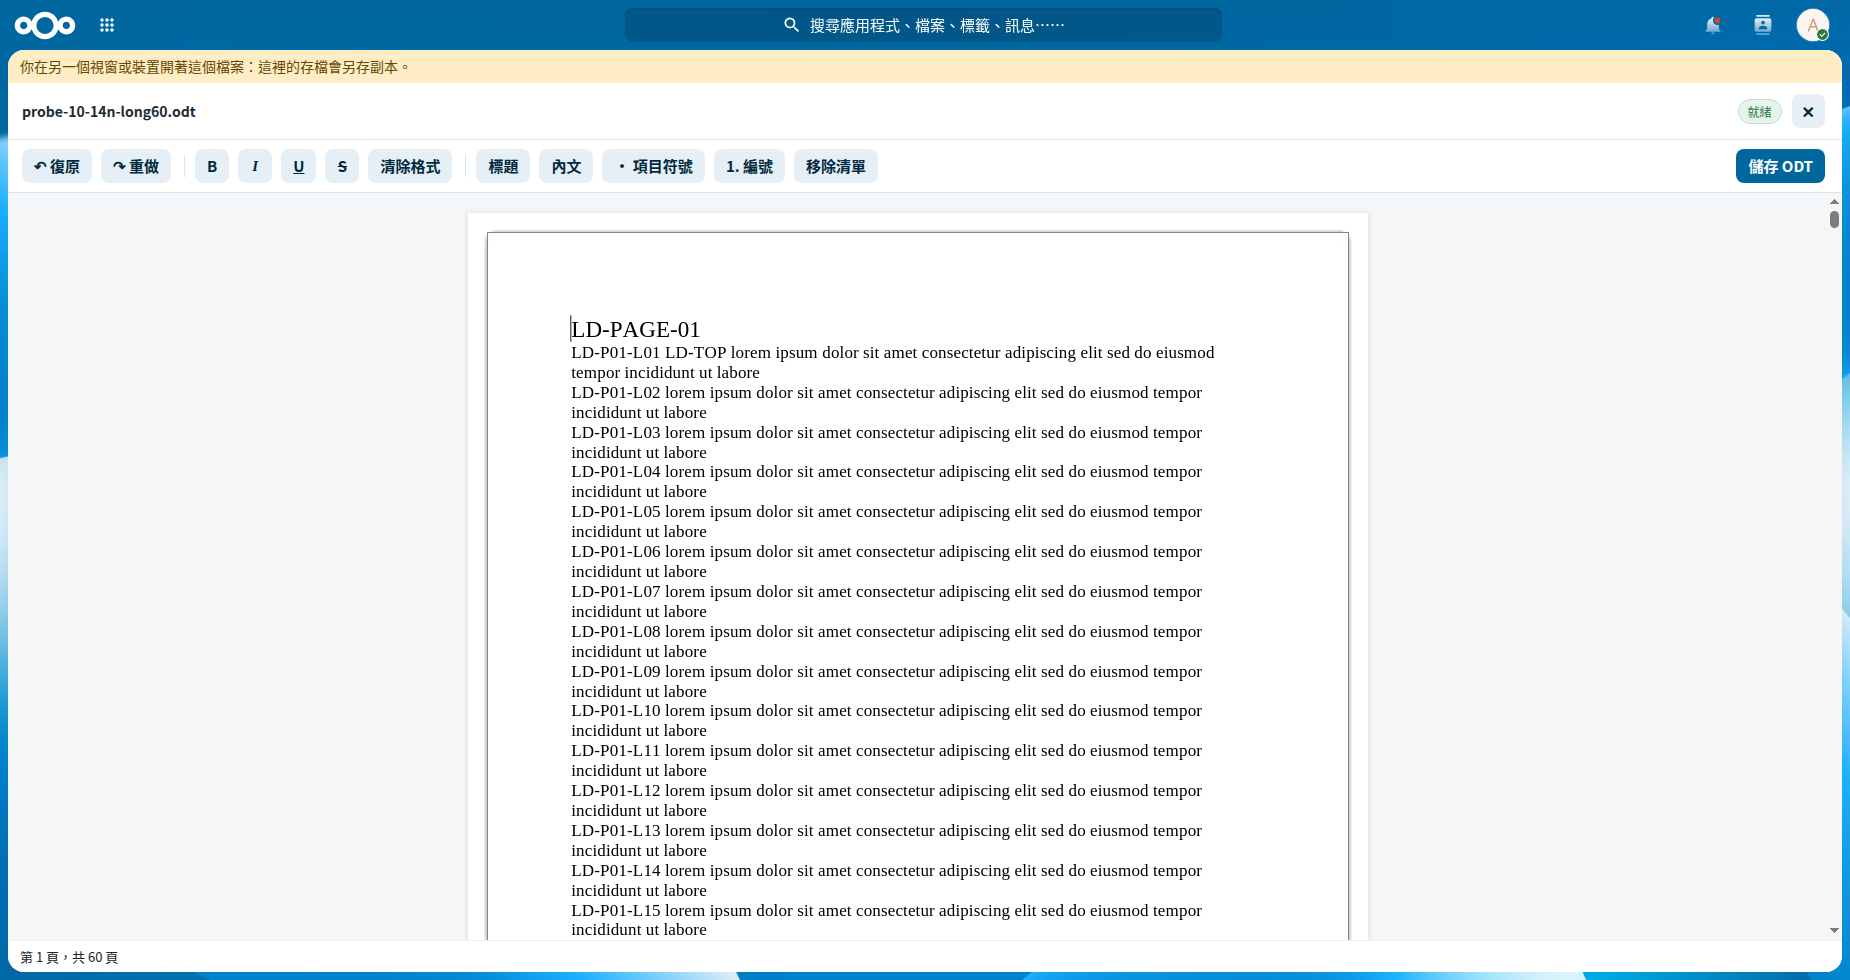 搜尋應用程式、檔案、標籤、訊息……
A
你在另一個視窗或裝置開著這個檔案：這裡的存檔會另存副本。
probe-10-14n-long60.odt
就緒
✕
↶ 復原 ↷ 重做 B I U S 清除格式 標題 內文 • 項目符號 1. 編號 移除清單 儲存 ODT
LD-PAGE-01
LD-P01-L01 LD-TOP lorem ipsum dolor sit amet consectetur adipiscing elit sed do eiusmod
tempor incididunt ut labore
LD-P01-L02 lorem ipsum dolor sit amet consectetur adipiscing elit sed do eiusmod tempor
incididunt ut labore
LD-P01-L03 lorem ipsum dolor sit amet consectetur adipiscing elit sed do eiusmod tempor
incididunt ut labore
LD-P01-L04 lorem ipsum dolor sit amet consectetur adipiscing elit sed do eiusmod tempor
incididunt ut labore
LD-P01-L05 lorem ipsum dolor sit amet consectetur adipiscing elit sed do eiusmod tempor
incididunt ut labore
LD-P01-L06 lorem ipsum dolor sit amet consectetur adipiscing elit sed do eiusmod tempor
incididunt ut labore
LD-P01-L07 lorem ipsum dolor sit amet consectetur adipiscing elit sed do eiusmod tempor
incididunt ut labore
LD-P01-L08 lorem ipsum dolor sit amet consectetur adipiscing elit sed do eiusmod tempor
incididunt ut labore
LD-P01-L09 lorem ipsum dolor sit amet consectetur adipiscing elit sed do eiusmod tempor
incididunt ut labore
LD-P01-L10 lorem ipsum dolor sit amet consectetur adipiscing elit sed do eiusmod tempor
incididunt ut labore
LD-P01-L11 lorem ipsum dolor sit amet consectetur adipiscing elit sed do eiusmod tempor
incididunt ut labore
LD-P01-L12 lorem ipsum dolor sit amet consectetur adipiscing elit sed do eiusmod tempor
incididunt ut labore
LD-P01-L13 lorem ipsum dolor sit amet consectetur adipiscing elit sed do eiusmod tempor
incididunt ut labore
LD-P01-L14 lorem ipsum dolor sit amet consectetur adipiscing elit sed do eiusmod tempor
incididunt ut labore
LD-P01-L15 lorem ipsum dolor sit amet consectetur adipiscing elit sed do eiusmod tempor
incididunt ut labore
第 1 頁，共 60 頁